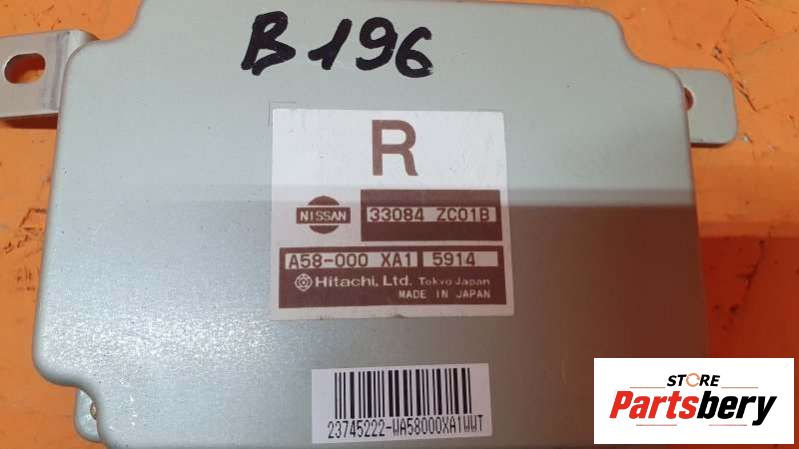 B196
R
NISSAN 33084 ZC01B
A58-000 XA1 5914
Hitachi, Ltd. Tokyo Japan
MADE IN JAPAN
23745222-WA58000XA1WWT
STORE
Partsbery